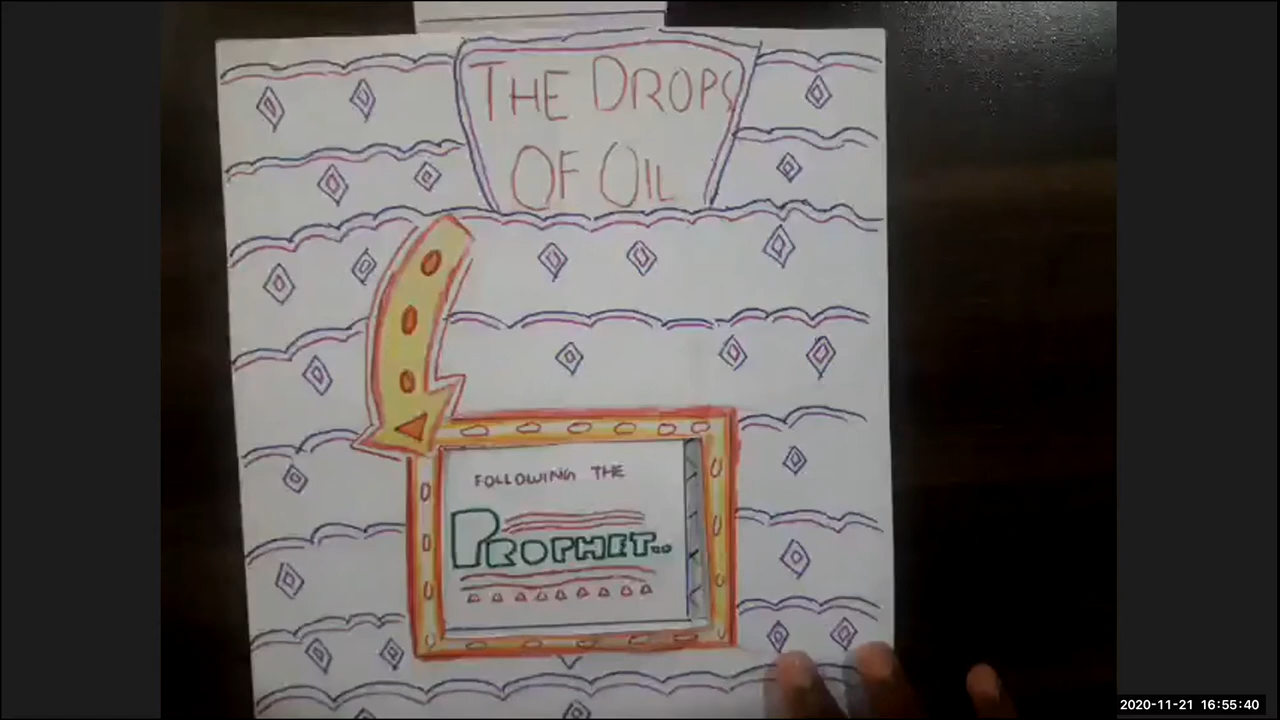 THE DROPS
OF OIL
FOLLOWING THE
PROPHET..
2020-11-21 16:55:40